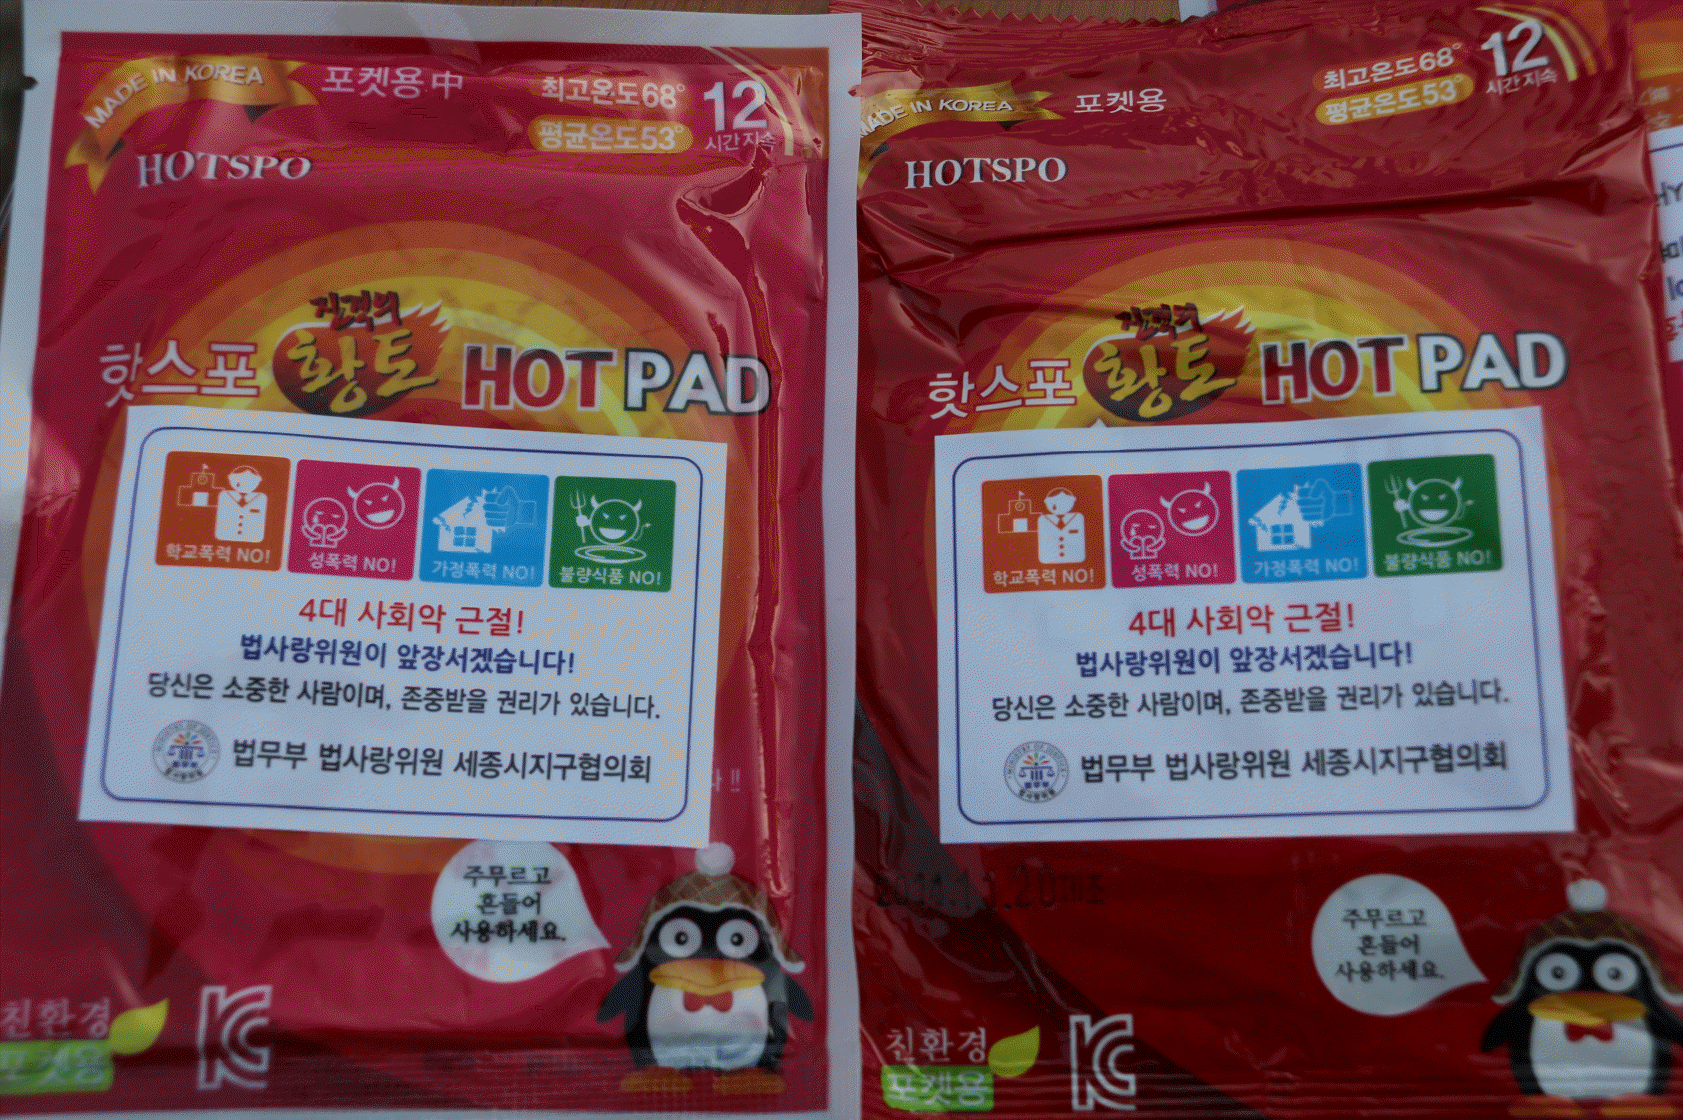 MADE IN KOREA
포켓용 中
최고온도68°
평균온도53°
12
시간지속
HOTSPO
진맥의
핫스포 황토 HOT PAD
학교폭력 NO!
성폭력 NO!
가정폭력 NO!
불량식품 NO!
4대 사회악 근절!
법사랑위원이 앞장서겠습니다!
당신은 소중한 사람이며, 존중받을 권리가 있습니다.
법무부 법사랑위원 세종시지구협의회
주무르고
흔들어
사용하세요.
친환경
포켓용
MADE IN KOREA
포켓용
최고온도68°
평균온도53°
12
시간지속
HOTSPO
핫스포 황토 HOT PAD
학교폭력 NO!
성폭력 NO!
가정폭력 NO!
불량식품 NO!
4대 사회악 근절!
법사랑위원이 앞장서겠습니다!
당신은 소중한 사람이며, 존중받을 권리가 있습니다.
MINISTRY OF JUSTICE
법무부
법무부 법사랑위원 세종시지구협의회
주무르고
흔들어
사용하세요.
친환경
포켓용